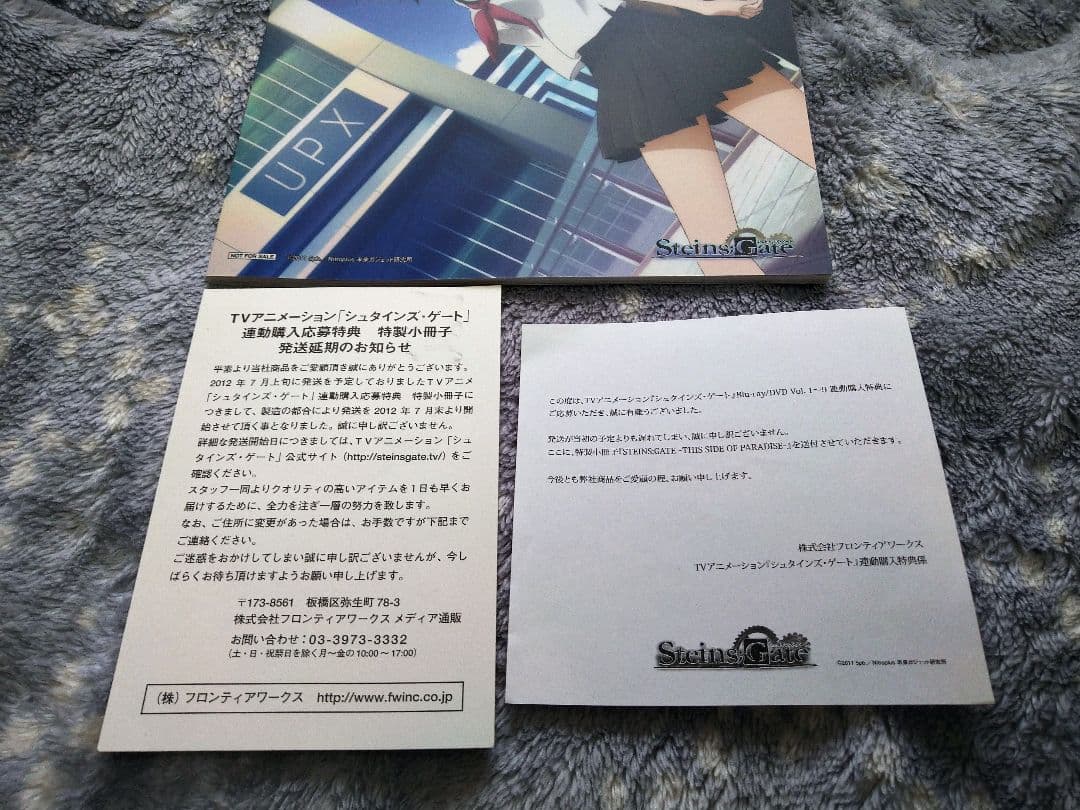 UPX
Steins;Gate
NOT FOR SALE
©2011 5pb./Nitroplus 未来ガジェット研究所
TVアニメーション「シュタインズ・ゲート」
連動購入応募特典 特製小冊子
発送延期のお知らせ
平素より当社商品をご愛顧頂き誠にありがとうございます。
2012 年 7 月上旬に発送を予定しておりましたTVアニメ
「シュタインズ・ゲート」連動購入応募特典 特製小冊子に
つきまして、製造の都合により発送を 2012 年 7 月末より開
始させて頂く事となりました。誠に申し訳ございません。
詳細な発送開始日につきましては、TVアニメーション「シュ
タインズ・ゲート」公式サイト (http://steinsgate.tv/) をご
確認ください。
スタッフ一同よりクオリティの高いアイテムを1日も早くお
届けするために、全力を注ぎ一層の努力を致します。
なお、ご住所に変更があった場合は、お手数ですが下記まで
ご連絡ください。
ご迷惑をおかけしてしまい誠に申し訳ございませんが、今し
ばらくお待ち頂けますようお願い申し上げます。
〒173-8561 板橋区弥生町 78-3
株式会社フロンティアワークス メディア通販
お問い合わせ：03-3973-3332
（土・日・祝祭日を除く月〜金の 10:00〜17:00）
（株）フロンティアワークス http://www.fwinc.co.jp
この度は、TVアニメーション『シュタインズ・ゲート』Blu-ray/DVD Vol. 1〜9 連動購入特典に
ご応募いただき、誠に有難うございました。
発送が当初の予定よりも遅れてしまい、誠に申し訳ございません。
ここに、特製小冊子『STEINS;GATE -THIS SIDE OF PARADISE-』を送付させていただきます。
今後とも弊社商品をご愛顧の程、お願い申し上げます。
株式会社フロンティアワークス
TVアニメーション『シュタインズ・ゲート』連動購入特典係
Steins;Gate
©2011 5pb./Nitroplus 未来ガジェット研究所